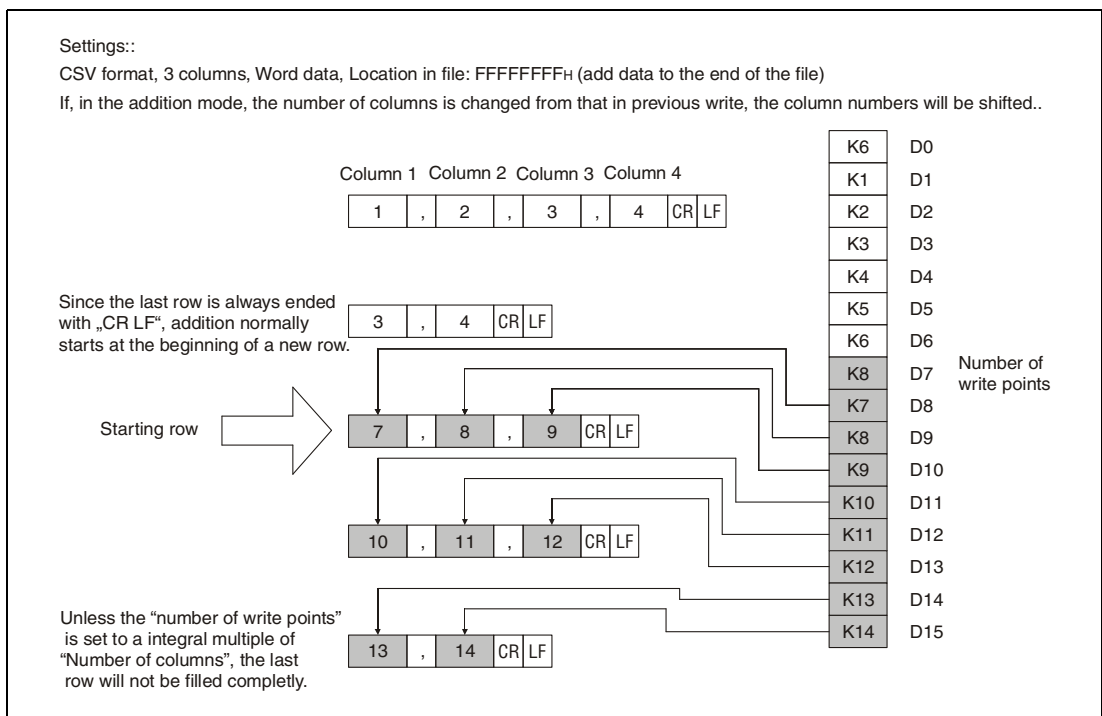 Settings::
CSV format, 3 columns, Word data, Location in file: FFFFFFFFH (add data to the end of the file)
If, in the addition mode, the number of columns is changed from that in previous write, the column numbers will be shifted..
Column 1 Column 2 Column 3 Column 4
1 , 2 , 3 , 4 CR LF
Since the last row is always ended
with „CR LF“, addition normally
starts at the beginning of a new row.
3 , 4 CR LF
Starting row
7 , 8 , 9 CR LF
10 , 11 , 12 CR LF
Unless the “number of write points”
is set to a integral multiple of
“Number of columns”, the last
row will not be filled completly.
13 , 14 CR LF
K6 D0
K1 D1
K2 D2
K3 D3
K4 D4
K5 D5
K6 D6
K8 D7
Number of
write points
K7 D8
K8 D9
K9 D10
K10 D11
K11 D12
K12 D13
K13 D14
K14 D15